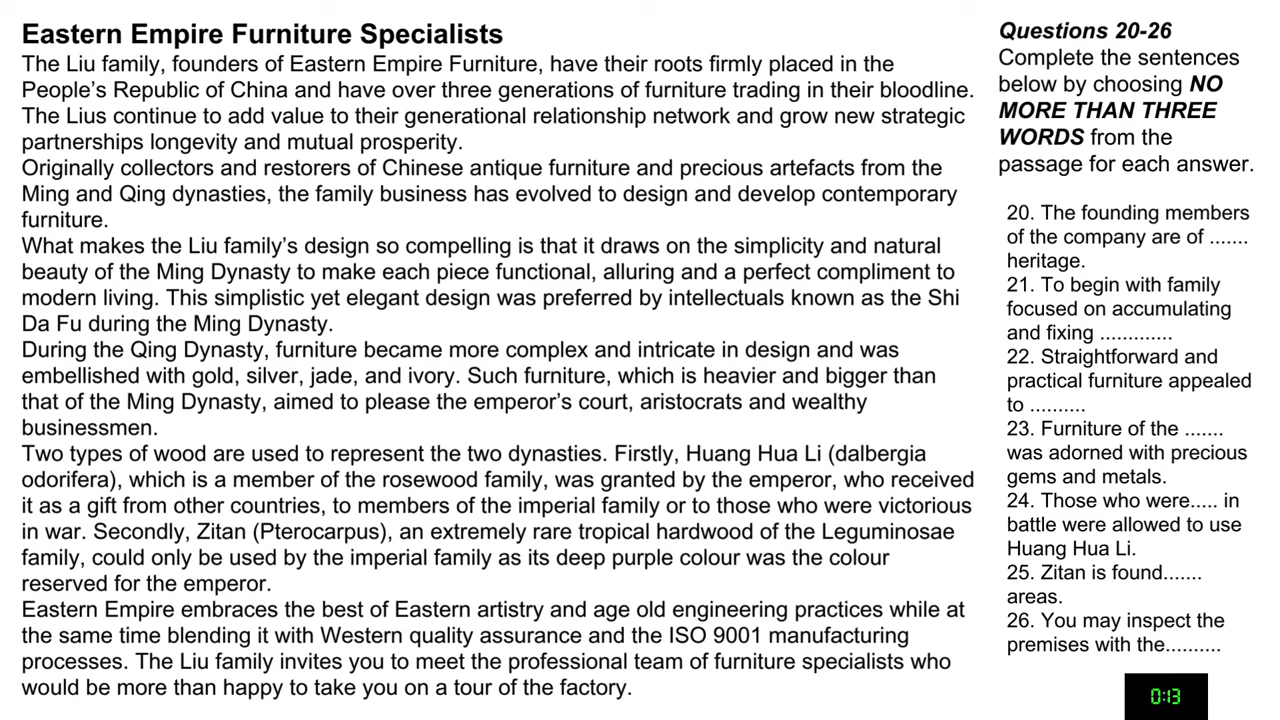 Eastern Empire Furniture Specialists
The Liu family, founders of Eastern Empire Furniture, have their roots firmly placed in the
People's Republic of China and have over three generations of furniture trading in their bloodline.
The Lius continue to add value to their generational relationship network and grow new strategic
partnerships longevity and mutual prosperity.
Originally collectors and restorers of Chinese antique furniture and precious artefacts from the
Ming and Qing dynasties, the family business has evolved to design and develop contemporary
furniture.
What makes the Liu family's design so compelling is that it draws on the simplicity and natural
beauty of the Ming Dynasty to make each piece functional, alluring and a perfect compliment to
modern living. This simplistic yet elegant design was preferred by intellectuals known as the Shi
Da Fu during the Ming Dynasty.
During the Qing Dynasty, furniture became more complex and intricate in design and was
embellished with gold, silver, jade, and ivory. Such furniture, which is heavier and bigger than
that of the Ming Dynasty, aimed to please the emperor's court, aristocrats and wealthy
businessmen.
Two types of wood are used to represent the two dynasties. Firstly, Huang Hua Li (dalbergia
odorifera), which is a member of the rosewood family, was granted by the emperor, who received
it as a gift from other countries, to members of the imperial family or to those who were victorious
in war. Secondly, Zitan (Pterocarpus), an extremely rare tropical hardwood of the Leguminosae
family, could only be used by the imperial family as its deep purple colour was the colour
reserved for the emperor.
Eastern Empire embraces the best of Eastern artistry and age old engineering practices while at
the same time blending it with Western quality assurance and the ISO 9001 manufacturing
processes. The Liu family invites you to meet the professional team of furniture specialists who
would be more than happy to take you on a tour of the factory.
Questions 20-26
Complete the sentences
below by choosing NO
MORE THAN THREE
WORDS from the
passage for each answer.
20. The founding members
of the company are of .......
heritage.
21. To begin with family
focused on accumulating
and fixing .............
22. Straightforward and
practical furniture appealed
to ..........
23. Furniture of the .......
was adorned with precious
gems and metals.
24. Those who were..... in
battle were allowed to use
Huang Hua Li.
25. Zitan is found.......
areas.
26. You may inspect the
premises with the..........
0:13